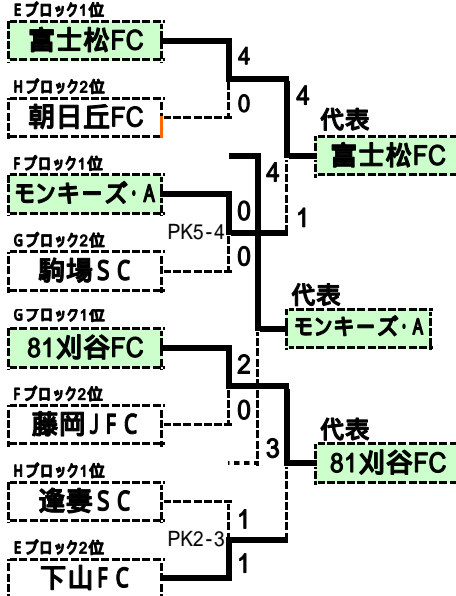 Eブロック1位
富士松FC
4
Hブロック2位
0
4
朝日丘FC
代表
富士松FC
Fブロック1位
4
モンキーズ・A
0
1
PK5-4
Gブロック2位
0
駒場SC
代表
Gブロック1位
モンキーズ・A
81刈谷FC
2
Fブロック2位
0
藤岡JFC
代表
3
81刈谷FC
Hブロック1位
逢妻SC
1
PK2-3
Eブロック2位
1
下山FC